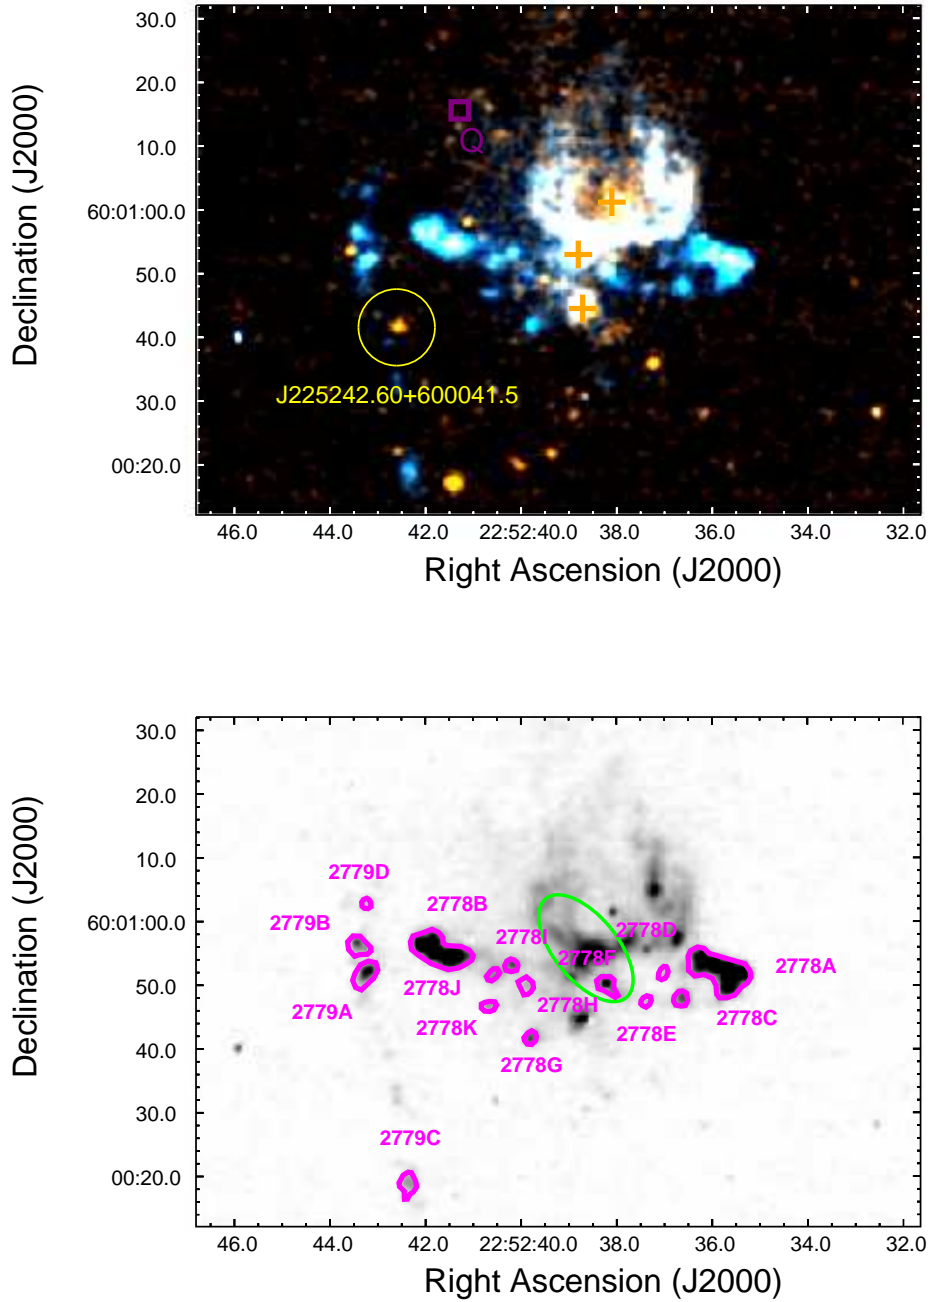 30.0
20.0
10.0
60:01:00.0
50.0
40.0
30.0
00:20.0
Declination (J2000)
Q
J225242.60+600041.5
46.0 44.0 42.0 22:52:40.0 38.0 36.0 34.0 32.0
Right Ascension (J2000)
30.0
20.0
10.0
60:01:00.0
50.0
40.0
30.0
00:20.0
Declination (J2000)
2779D
2778B
2779B
2778I
2778D
2778F
2778A
2778J
2779A
2778H
2778C
2778K
2778E
2778G
2779C
46.0 44.0 42.0 22:52:40.0 38.0 36.0 34.0 32.0
Right Ascension (J2000)